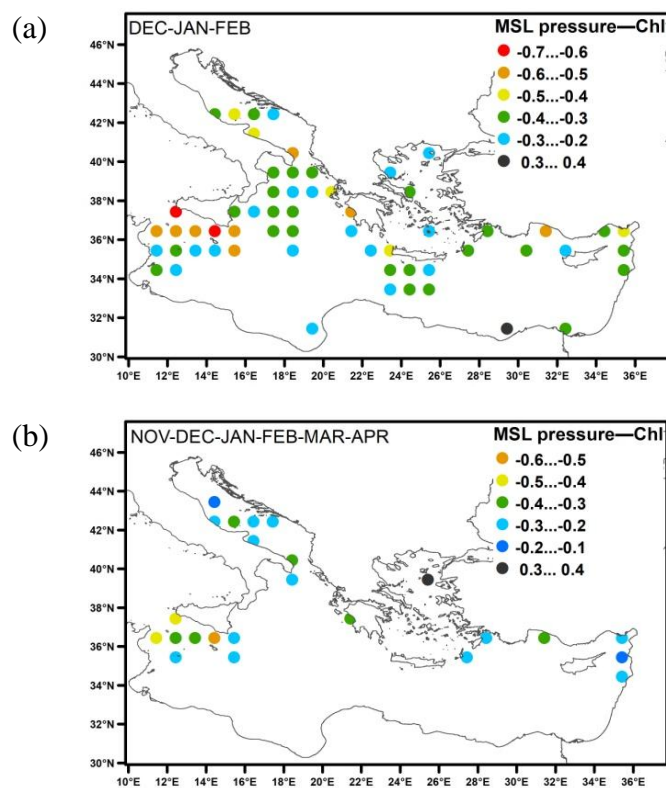 (a)
DEC-JAN-FEB
MSL pressure—Chl
46°N
-0.7...-0.6
44°N
-0.6...-0.5
-0.5...-0.4
42°N
-0.4...-0.3
-0.3...-0.2
40°N
0.3... 0.4
38°N
36°N
34°N
32°N
30°N
10°E 12°E 14°E 16°E 18°E 20°E 22°E 24°E 26°E 28°E 30°E 32°E 34°E 36°E
(b)
NOV-DEC-JAN-FEB-MAR-APR
MSL pressure—Chl
46°N
-0.6...-0.5
44°N
-0.5...-0.4
-0.4...-0.3
42°N
-0.3...-0.2
-0.2...-0.1
40°N
0.3... 0.4
38°N
36°N
34°N
32°N
30°N
10°E 12°E 14°E 16°E 18°E 20°E 22°E 24°E 26°E 28°E 30°E 32°E 34°E 36°E